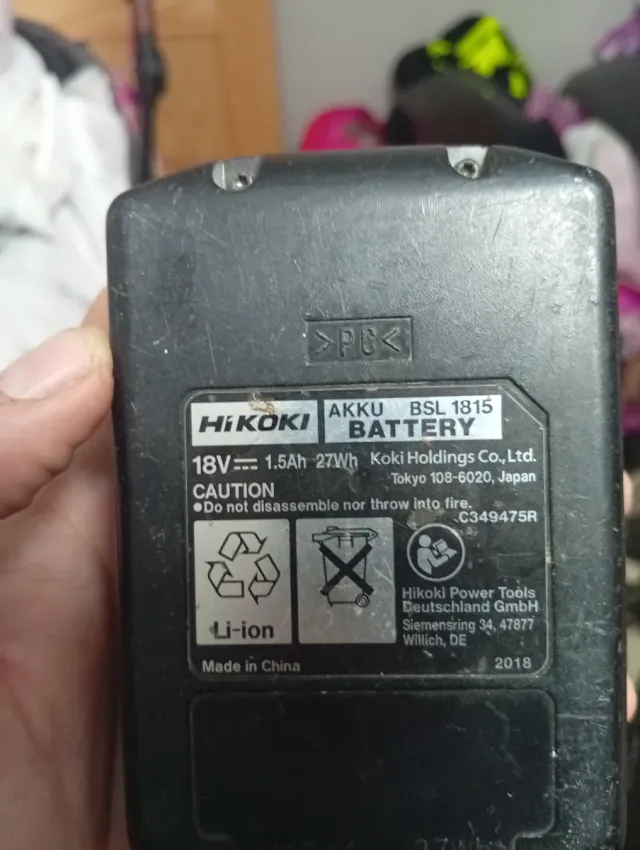 >PC<
HiKOKI
AKKU BSL 1815
BATTERY
18V 1.5Ah 27Wh Koki Holdings Co., Ltd.
Tokyo 108-6020, Japan
CAUTION
●Do not disassemble nor throw into fire.
C349475R
Li-ion
Hikoki Power Tools
Deutschland GmbH
Siemensring 34, 47877
Willich, DE
Made in China
2018
27Wh